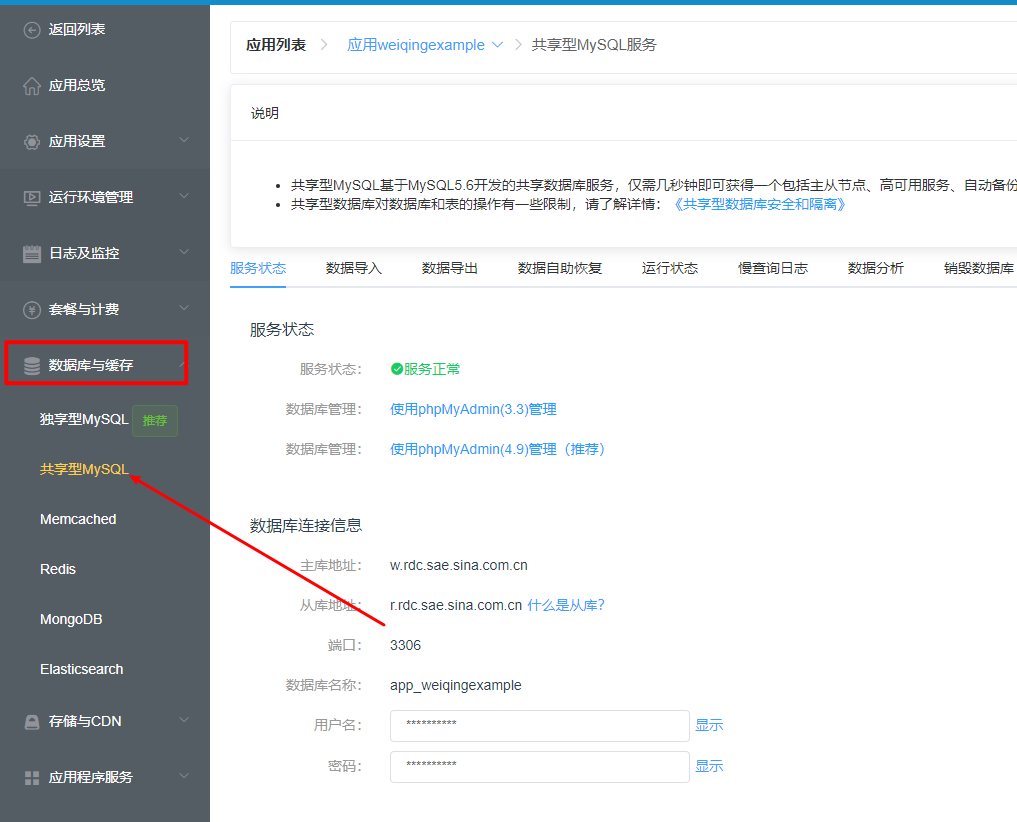 返回列表
应用总览
应用设置
运行环境管理
日志及监控
套餐与计费
数据库与缓存
独享型MySQL 推荐
共享型MySQL
Memcached
Redis
MongoDB
Elasticsearch
存储与CDN
应用程序服务
应用列表 应用weiqingexample 共享型MySQL服务
说明
共享型MySQL基于MySQL5.6开发的共享数据库服务，仅需几秒钟即可获得一个包括主从节点、高可用服务、自动备份
共享型数据库对数据库和表的操作有一些限制，请了解详情：《共享型数据库安全和隔离》
服务状态 数据导入 数据导出 数据自助恢复 运行状态 慢查询日志 数据分析 销毁数据库
服务状态
服务状态： 服务正常
数据库管理： 使用phpMyAdmin(3.3)管理
数据库管理： 使用phpMyAdmin(4.9)管理（推荐）
数据库连接信息
主库地址： w.rdc.sae.sina.com.cn
从库地址： r.rdc.sae.sina.com.cn 什么是从库?
端口： 3306
数据库名称： app_weiqingexample
用户名： ********** 显示
密码： ********** 显示